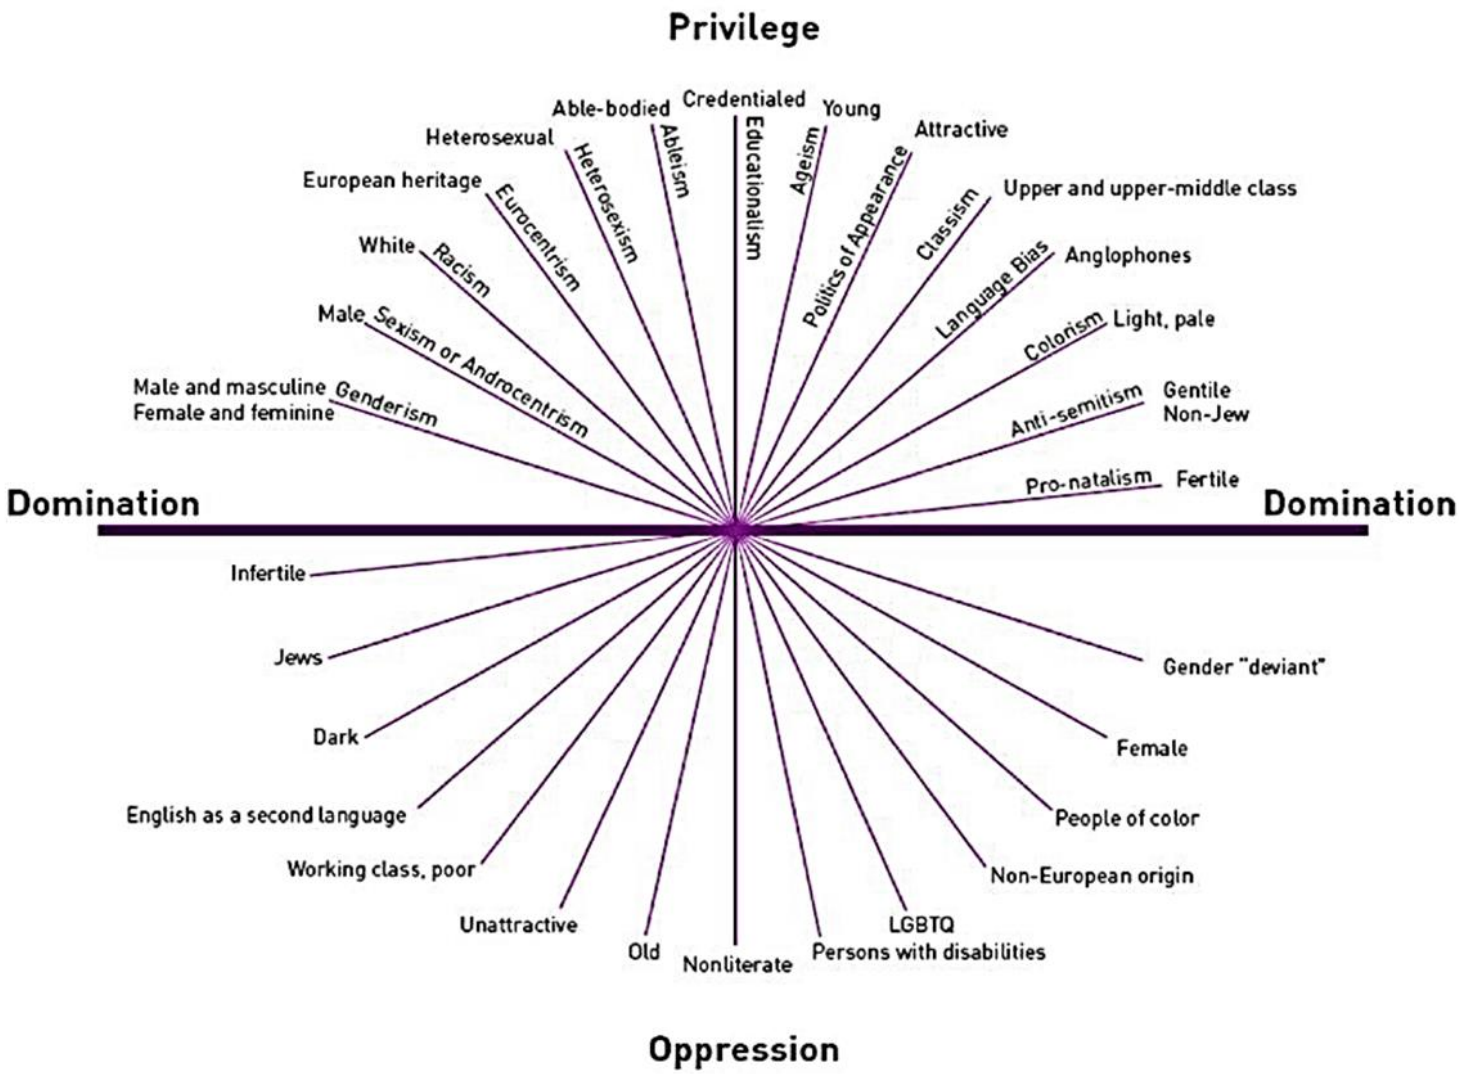 Privilege
Able-bodied
Credentialed
Young
Heterosexual
Attractive
European heritage
Upper and upper-middle class
White
Anglophones
Male
Light, pale
Male and masculine
Female and feminine
Gentile
Non-Jew
Fertile
Genderism
Sexism or Androcentrism
Racism
Eurocentrism
Heterosexism
Ableism
Educationalism
Ageism
Politics of Appearance
Classism
Language Bias
Colorism
Anti-semitism
Pro-natalism
Domination
Domination
Infertile
Jews
Gender "deviant"
Dark
Female
English as a second language
People of color
Working class, poor
Non-European origin
Unattractive
LGBTQ
Old
Persons with disabilities
Nonliterate
Oppression